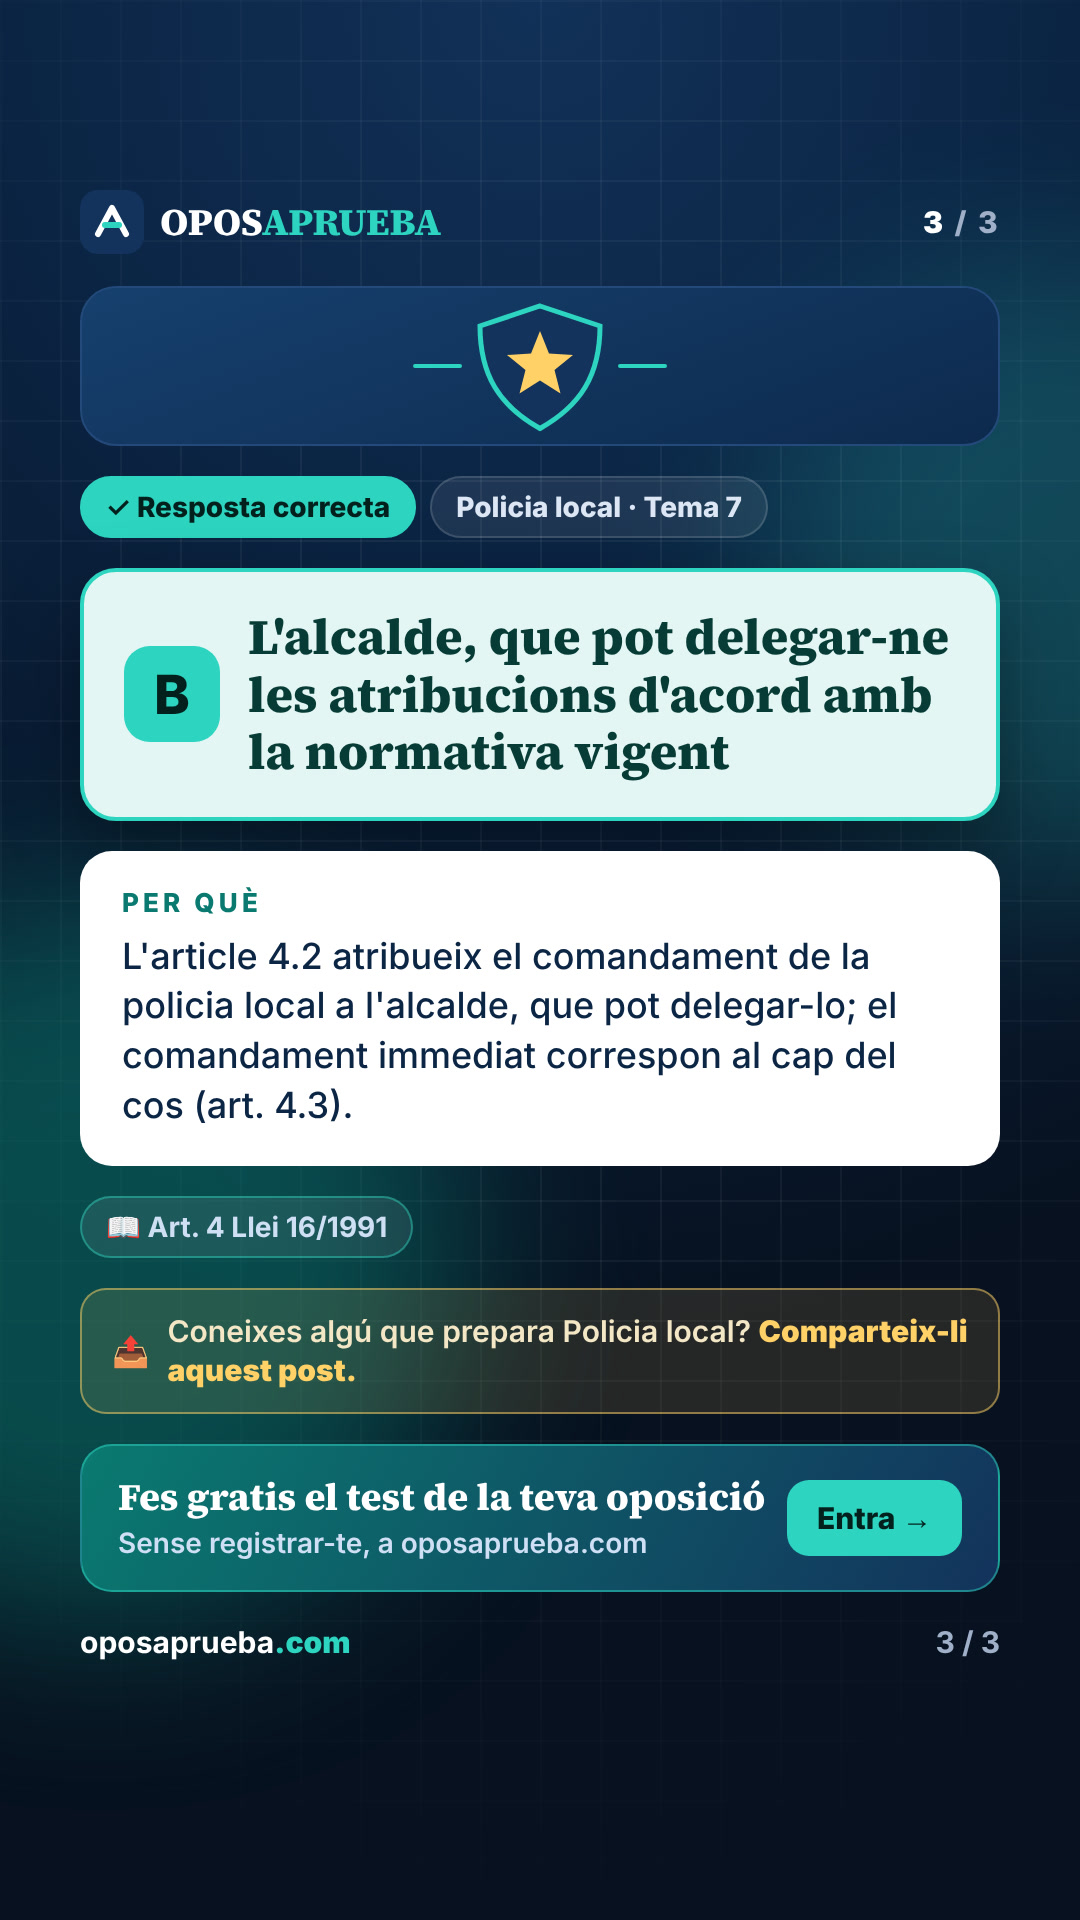 OPOSAPRUEBA
3 / 3
✓ Resposta correcta
Policia local · Tema 7
B
L'alcalde, que pot delegar-ne
les atribucions d'acord amb
la normativa vigent
PER QUÈ
L'article 4.2 atribueix el comandament de la
policia local a l'alcalde, que pot delegar-lo; el
comandament immediat correspon al cap del
cos (art. 4.3).
📖 Art. 4 Llei 16/1991
📤 Coneixes algú que prepara Policia local? Comparteix-li
aquest post.
Fes gratis el test de la teva oposició
Sense registrar-te, a oposaprueba.com
Entra →
oposaprueba.com
3 / 3